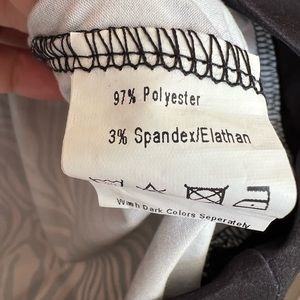 97% Polyester
3% Spandex/Elathan
Wash Dark Colors Seperately